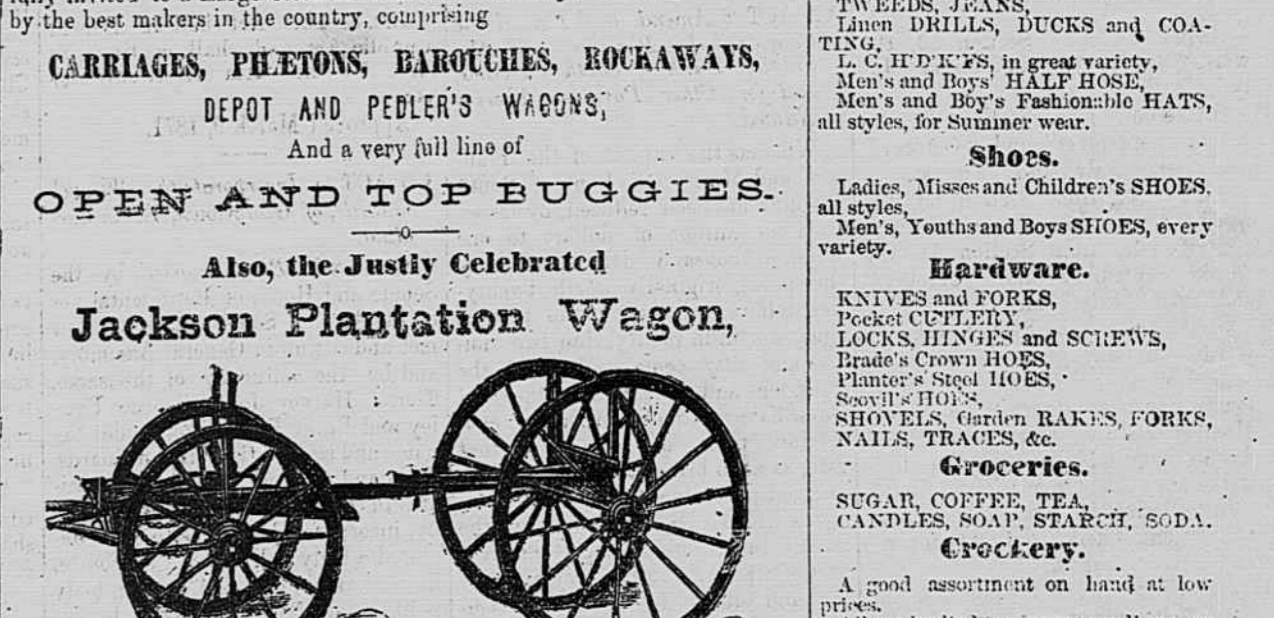 by the best makers in the country, comprising
CARRIAGES, PHÆTONS, BAROUCHES, ROCKAWAYS,
DEPOT AND PEDLER'S WAGONS,
And a very full line of
OPEN AND TOP BUGGIES.
Also, the Justly Celebrated
Jackson Plantation Wagon,
TWEEDS, JEANS,
Linen DRILLS, DUCKS and COA-
TING,
L. C. H'D'K'FS, in great variety,
Men's and Boys' HALF HOSE,
Men's and Boy's Fashionable HATS,
all styles, for Summer wear.
Shoes.
Ladies, Misses and Children's SHOES,
all styles,
Men's, Youths and Boys SHOES, every
variety.
Hardware.
KNIVES and FORKS,
Pocket CUTLERY,
LOCKS, HINGES and SCREWS,
Brade's Crown HOES,
Planter's Steel HOES,
Scovil's HOES,
SHOVELS, Garden RAKES, FORKS,
NAILS, TRACES, &c.
Groceries.
SUGAR, COFFEE, TEA,
CANDLES, SOAP, STARCH, SODA.
Crockery.
A good assortment on hand at low
prices.